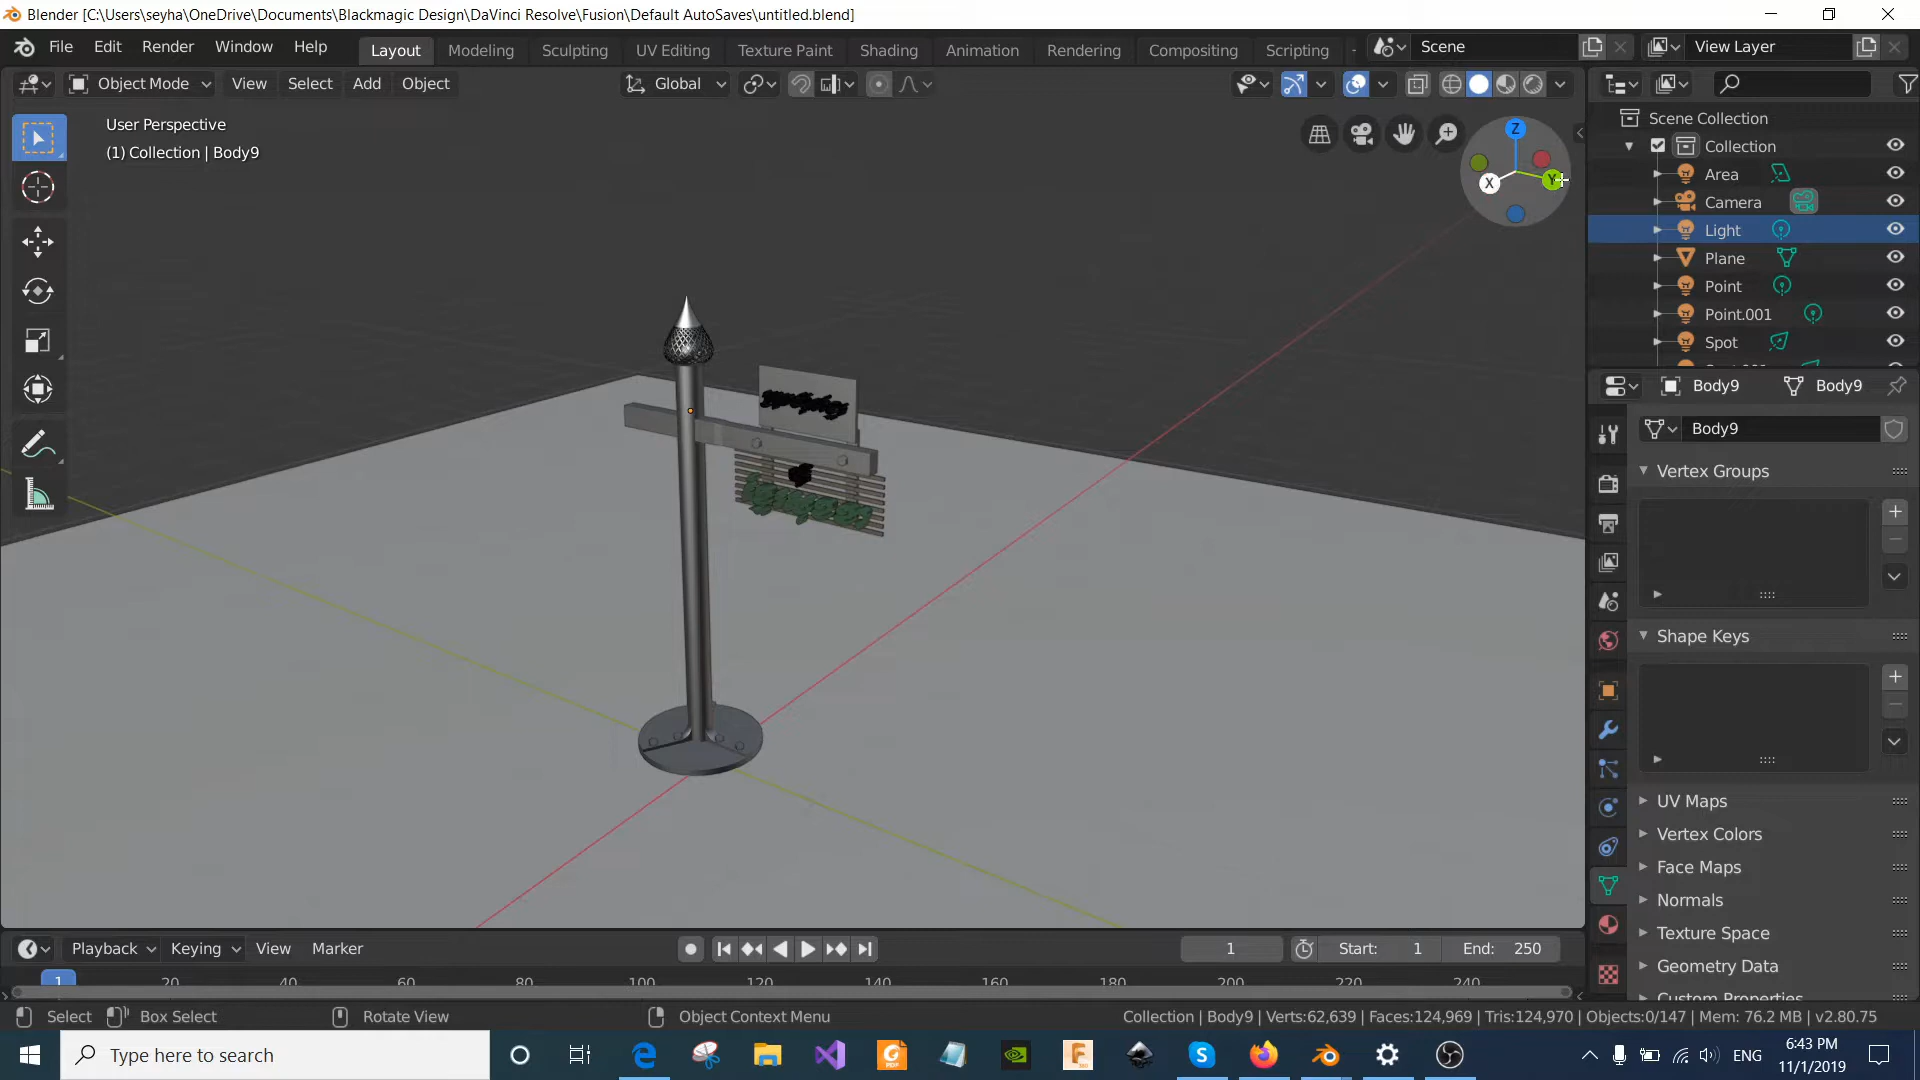 Blender [C:\Users\seyha\OneDrive\Documents\Blackmagic Design\DaVinci Resolve\Fusion\Default AutoSaves\untitled.blend]
File Edit Render Window Help Layout Modeling Sculpting UV Editing Texture Paint Shading Animation Rendering Compositing Scripting Scene View Layer
Object Mode View Select Add Object Global
User Perspective
(1) Collection | Body9
Z
Y
X
Scene Collection
Collection
Area
Camera
Light
Plane
Point
Point.001
Spot
Body9 Body9
Body9
Vertex Groups
Shape Keys
UV Maps
Vertex Colors
Face Maps
Normals
Texture Space
Geometry Data
Custom Properties
Playback Keying View Marker 1 Start: 1 End: 250
1 20 40 60 80 100 120 140 160 180 200 220 240
Select Box Select Rotate View Object Context Menu Collection | Body9 | Verts:62,639 | Faces:124,969 | Tris:124,970 | Objects:0/147 | Mem: 76.2 MB | v2.80.75
Type here to search ENG 6:43 PM
11/1/2019